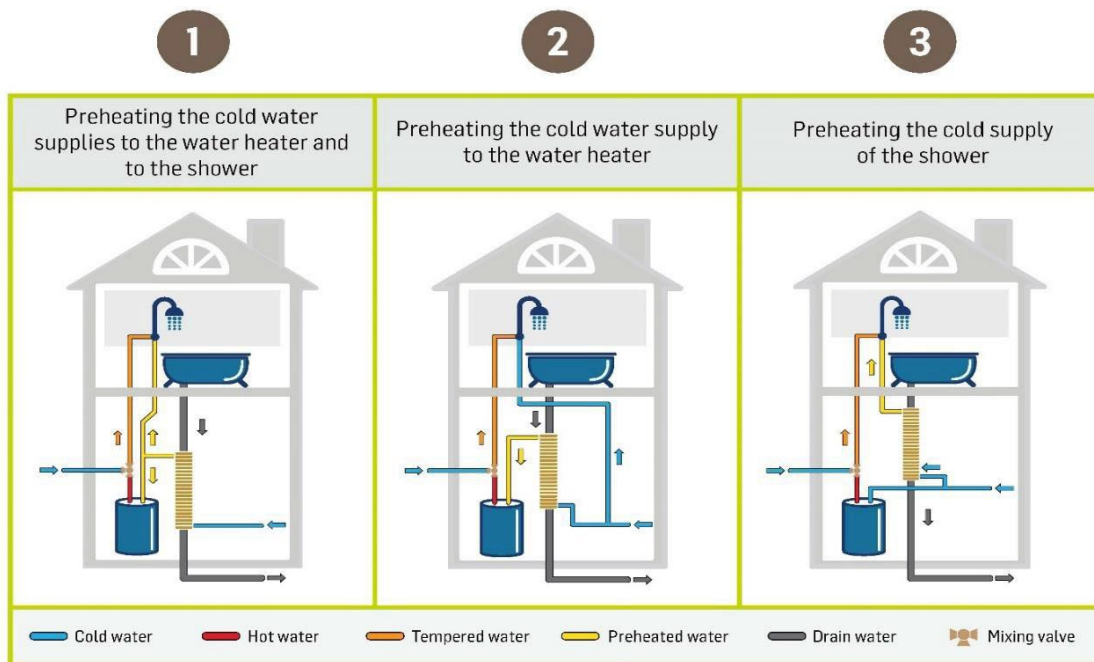 1
2
3
Preheating the cold water
supplies to the water heater and
to the shower
Preheating the cold water supply
to the water heater
Preheating the cold supply
of the shower
Cold water
Hot water
Tempered water
Preheated water
Drain water
Mixing valve